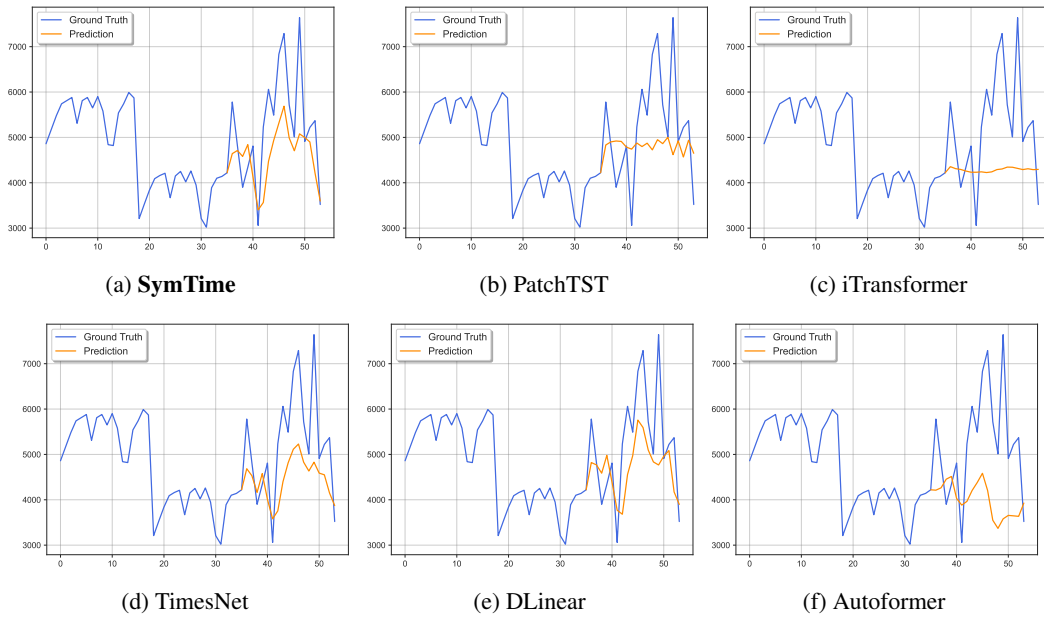 Ground Truth
Prediction
7000
6000
5000
4000
3000
0 10 20 30 40 50
(a) SymTime
Ground Truth
Prediction
7000
6000
5000
4000
3000
0 10 20 30 40 50
(b) PatchTST
Ground Truth
Prediction
7000
6000
5000
4000
3000
0 10 20 30 40 50
(c) iTransformer
Ground Truth
Prediction
7000
6000
5000
4000
3000
0 10 20 30 40 50
(d) TimesNet
Ground Truth
Prediction
7000
6000
5000
4000
3000
0 10 20 30 40 50
(e) DLinear
Ground Truth
Prediction
7000
6000
5000
4000
3000
0 10 20 30 40 50
(f) Autoformer